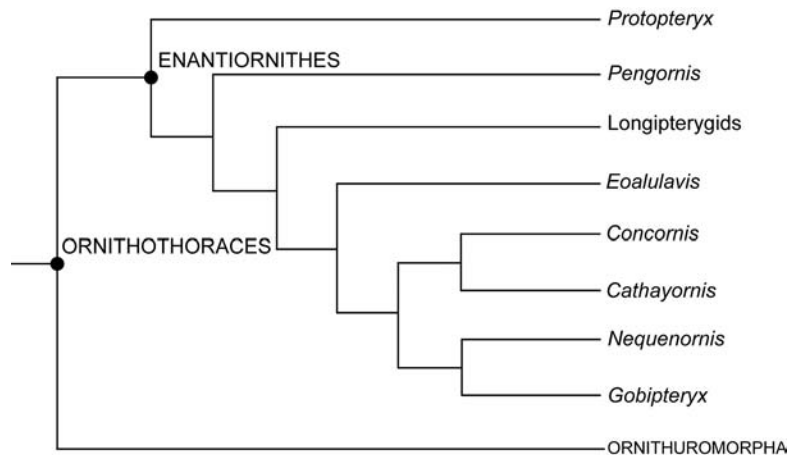 Protopteryx
ENANTIORNITHES
Pengornis
Longipterygids
Eoalulavis
Concornis
ORNITHOTHORACES
Cathayornis
Nequenornis
Gobipteryx
ORNITHUROMORPHA